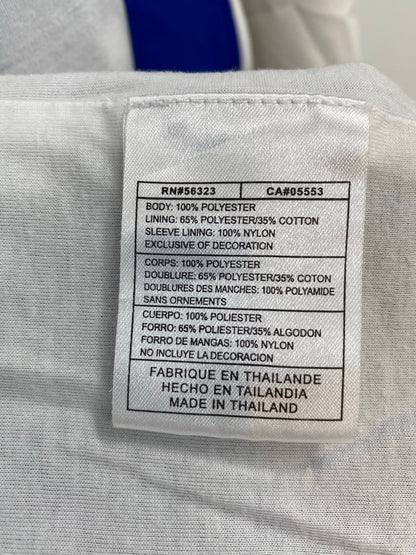 RN#56323 CA#05553
BODY: 100% POLYESTER
LINING: 65% POLYESTER/35% COTTON
SLEEVE LINING: 100% NYLON
EXCLUSIVE OF DECORATION
CORPS: 100% POLYESTER
DOUBLURE: 65% POLYESTER/35% COTON
DOUBLURES DES MANCHES: 100% POLYAMIDE
SANS ORNEMENTS
CUERPO: 100% POLIESTER
FORRO: 65% POLIESTER/35% ALGODON
FORRO DE MANGAS: 100% NYLON
NO INCLUYE LA DECORACION
FABRIQUE EN THAILANDE
HECHO EN TAILANDIA
MADE IN THAILAND